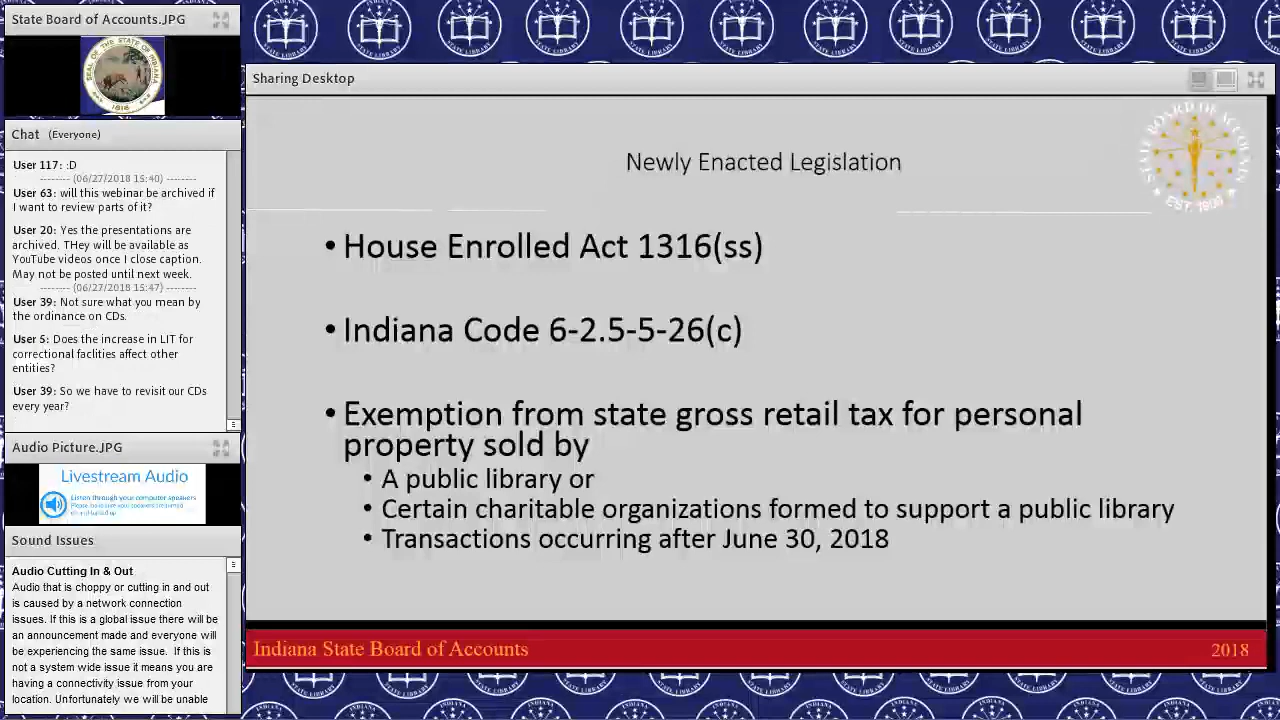 State Board of Accounts.JPG
Chat (Everyone)
User 117: :D
-------- (06/27/2018 15:40) --------
User 63: will this webinar be archived if
I want to review parts of it?
User 20: Yes the presentations are
archived. THey will be available as
YouTube videos once I close caption.
May not be posted until next week.
-------- (06/27/2018 15:47) --------
User 39: Not sure what you mean by
the ordinance on CDs.
User 5: Does the increase in LIT for
correctional facilties affect other
entities?
User 39: So we have to revisit our CDs
every year?
Audio Picture.JPG
Livestream Audio
Listen through your computer speakers
Sound Issues
Audio Cutting In & Out
Audio that is choppy or cutting in and out
is caused by a network connection
issues. If this is a global issue there will be
an announcement made and everyone will
be experiencing the same issue. If this is
not a system wide issue it means you are
having a connectivity issue from your
location. Unfortunately we will be unable
Sharing Desktop
STATE BOARD OF ACCOUNTS
EST. 1909
Newly Enacted Legislation
• House Enrolled Act 1316(ss)
• Indiana Code 6-2.5-5-26(c)
• Exemption from state gross retail tax for personal
property sold by
• A public library or
• Certain charitable organizations formed to support a public library
• Transactions occurring after June 30, 2018
Indiana State Board of Accounts
2018